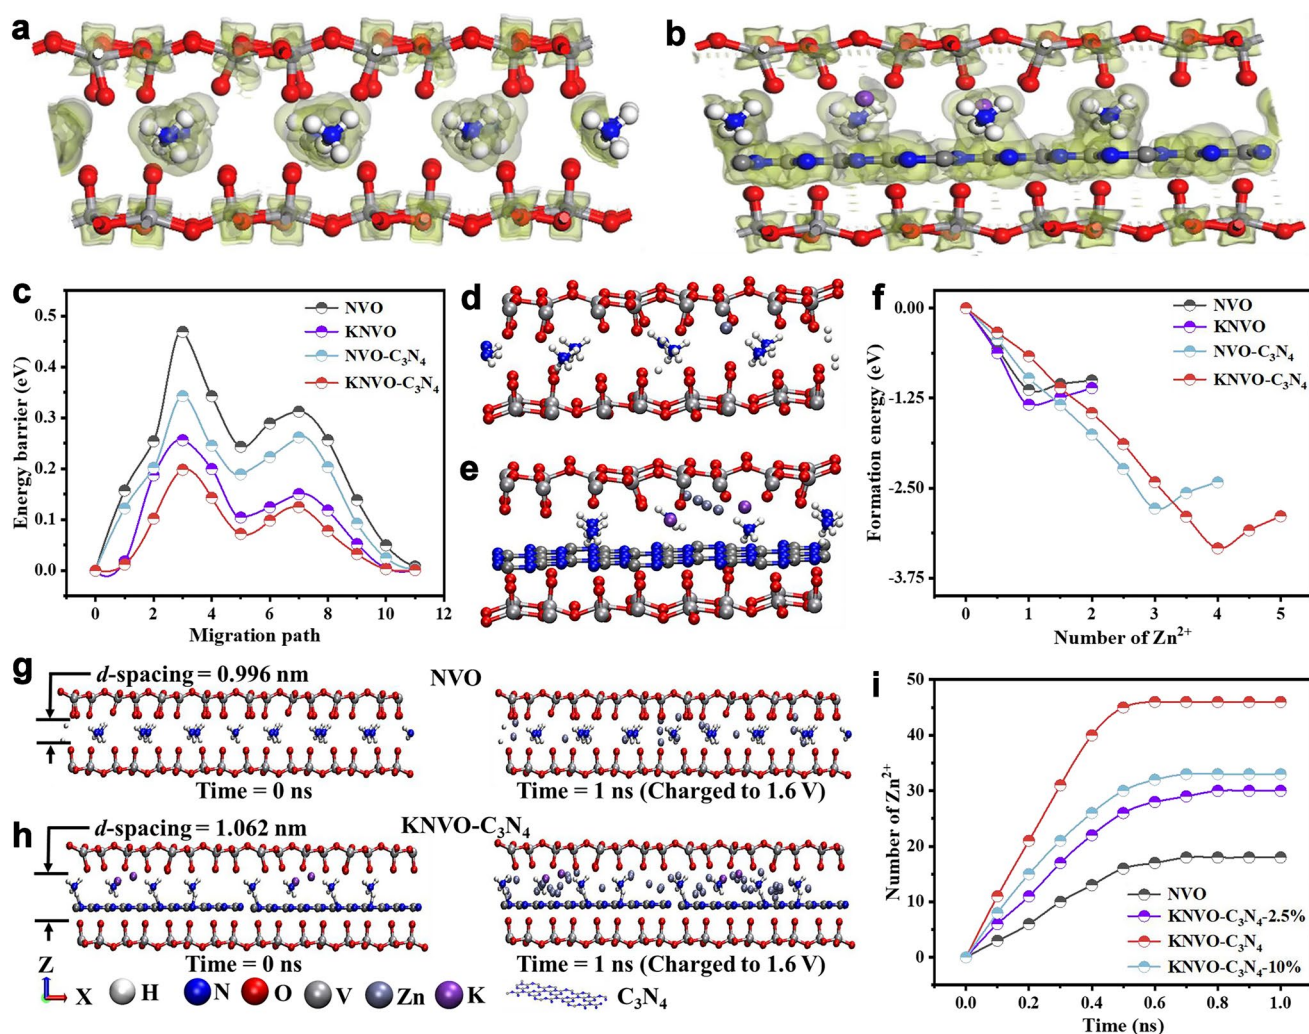 a
b
c
0.5
0.4
0.3
0.2
0.1
0.0
Energy barrier (eV)
0 2 4 6 8 10 12
Migration path
NVO
KNVO
NVO-C₃N₄
KNVO-C₃N₄
d
e
f
0.00
-1.25
-2.50
-3.75
Formation energy (eV)
0 1 2 3 4 5
Number of Zn²⁺
NVO
KNVO
NVO-C₃N₄
KNVO-C₃N₄
g
d-spacing = 0.996 nm
NVO
Time = 0 ns
Time = 1 ns (Charged to 1.6 V)
h
d-spacing = 1.062 nm
KNVO-C₃N₄
Time = 0 ns
Time = 1 ns (Charged to 1.6 V)
Z
X
H N O V Zn K C₃N₄
i
50
40
30
20
10
0
Number of Zn²⁺
0.0 0.2 0.4 0.6 0.8 1.0
Time (ns)
NVO
KNVO-C₃N₄-2.5%
KNVO-C₃N₄
KNVO-C₃N₄-10%